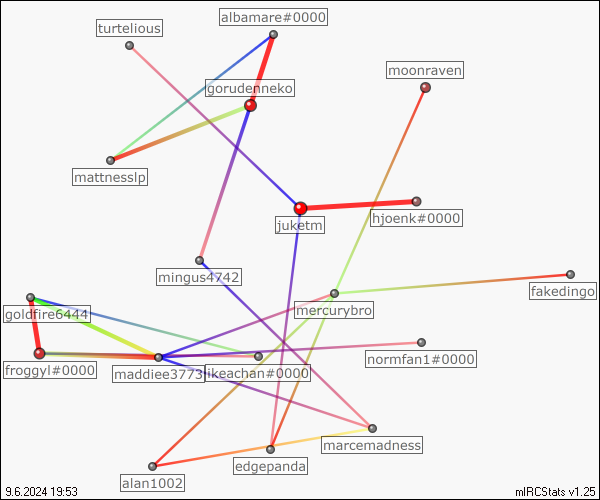 albamare#0000
turtelious
moonraven
gorudenneko
mattnesslp
hjoenk#0000
juketm
mingus4742
fakedingo
mercurybro
goldfire6444
normfan1#0000
froggyl#0000
maddiee3773
likeachan#0000
marcemadness
edgepanda
alan1002
9.6.2024 19:53
mIRCStats v1.25